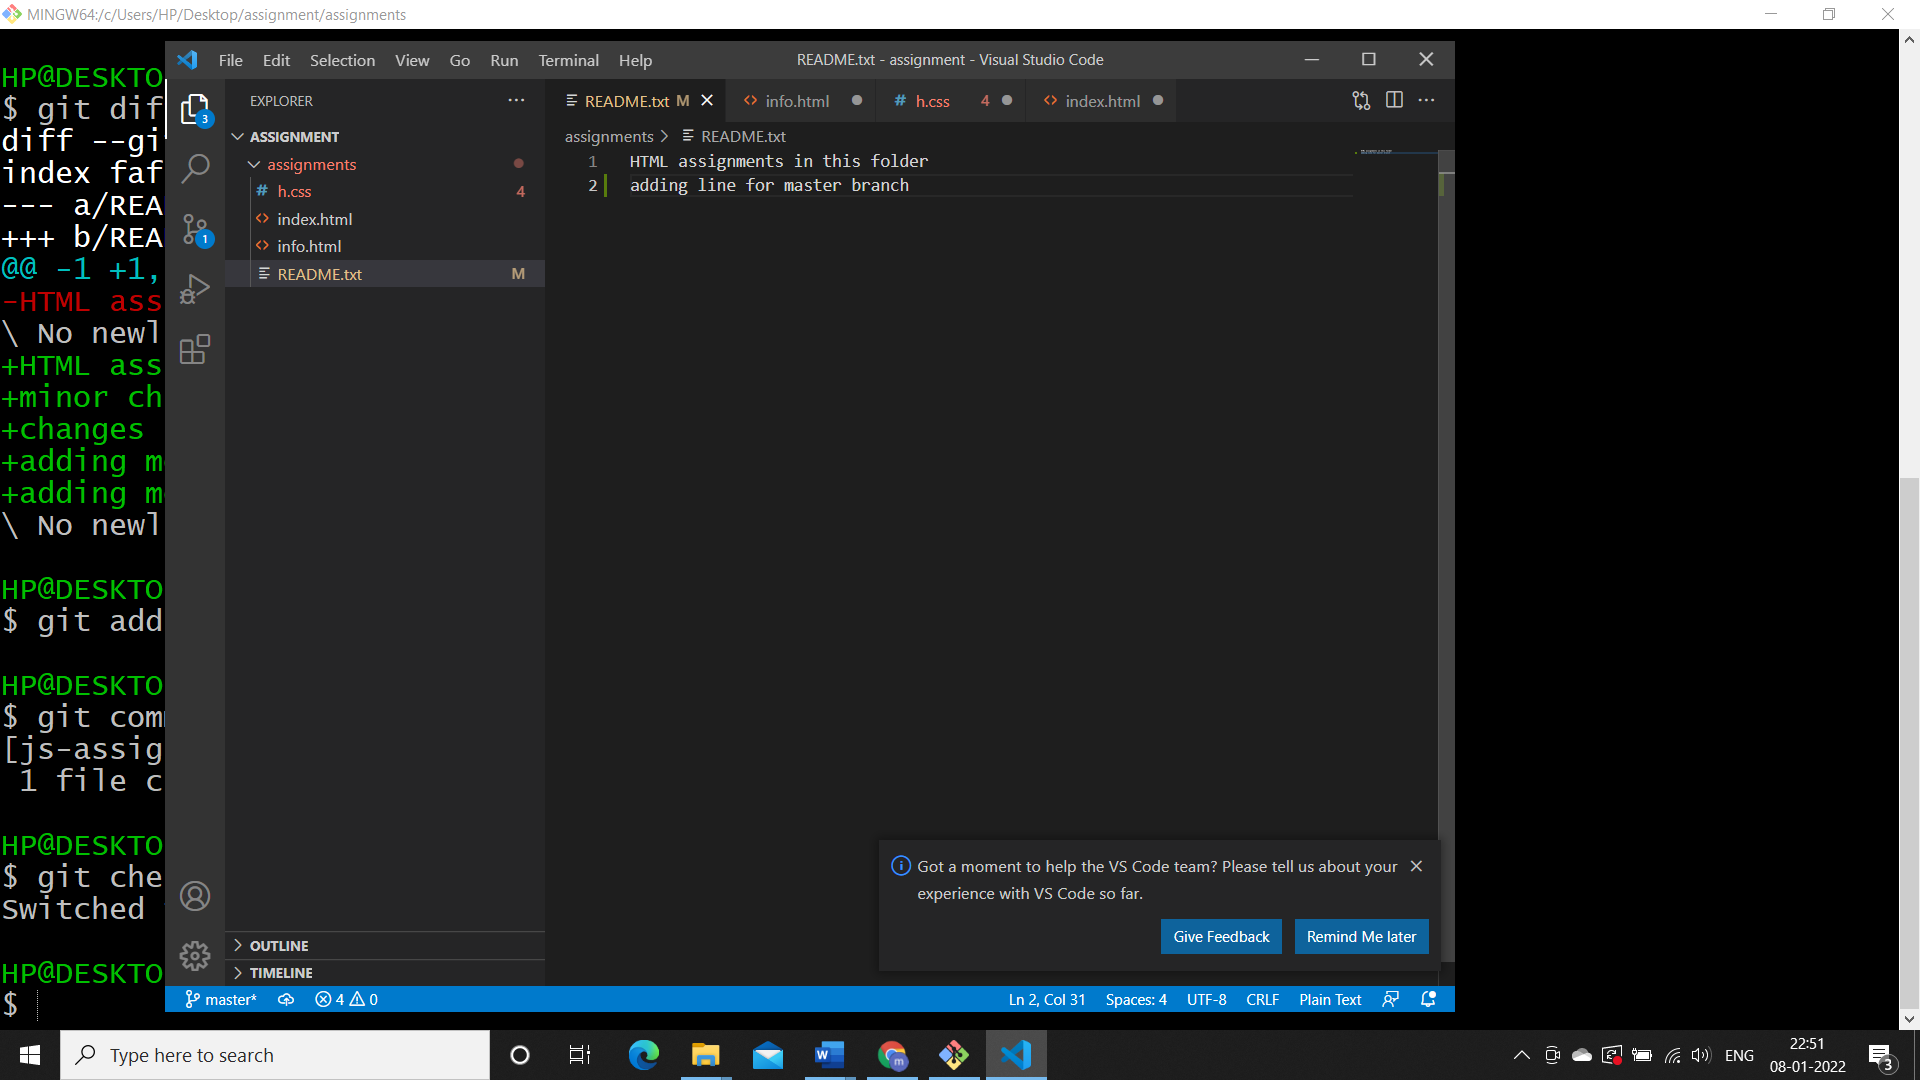 MINGW64:/c/Users/HP/Desktop/assignment/assignments
HP@DESKTO
$ git dif
diff --gi
index faf
--- a/REA
+++ b/REA
@@ -1 +1,
-HTML ass
\ No newl
+HTML ass
+minor ch
+changes
+adding m
+adding m
\ No newl
HP@DESKTO
$ git add
HP@DESKTO
$ git com
[js-assig
1 file c
HP@DESKTO
$ git che
Switched
HP@DESKTO
$
File Edit Selection View Go Run Terminal Help
README.txt - assignment - Visual Studio Code
EXPLORER
3
1
ASSIGNMENT
assignments
# h.css 4
<> index.html
<> info.html
README.txt M
OUTLINE
TIMELINE
README.txt M
<> info.html
# h.css 4
<> index.html
assignments > README.txt
1 HTML assignments in this folder
2 adding line for master branch
Got a moment to help the VS Code team? Please tell us about your
experience with VS Code so far.
Give Feedback
Remind Me later
master* 4 0
Ln 2, Col 31 Spaces: 4 UTF-8 CRLF Plain Text
Type here to search
W
m
ENG
22:51
08-01-2022
3